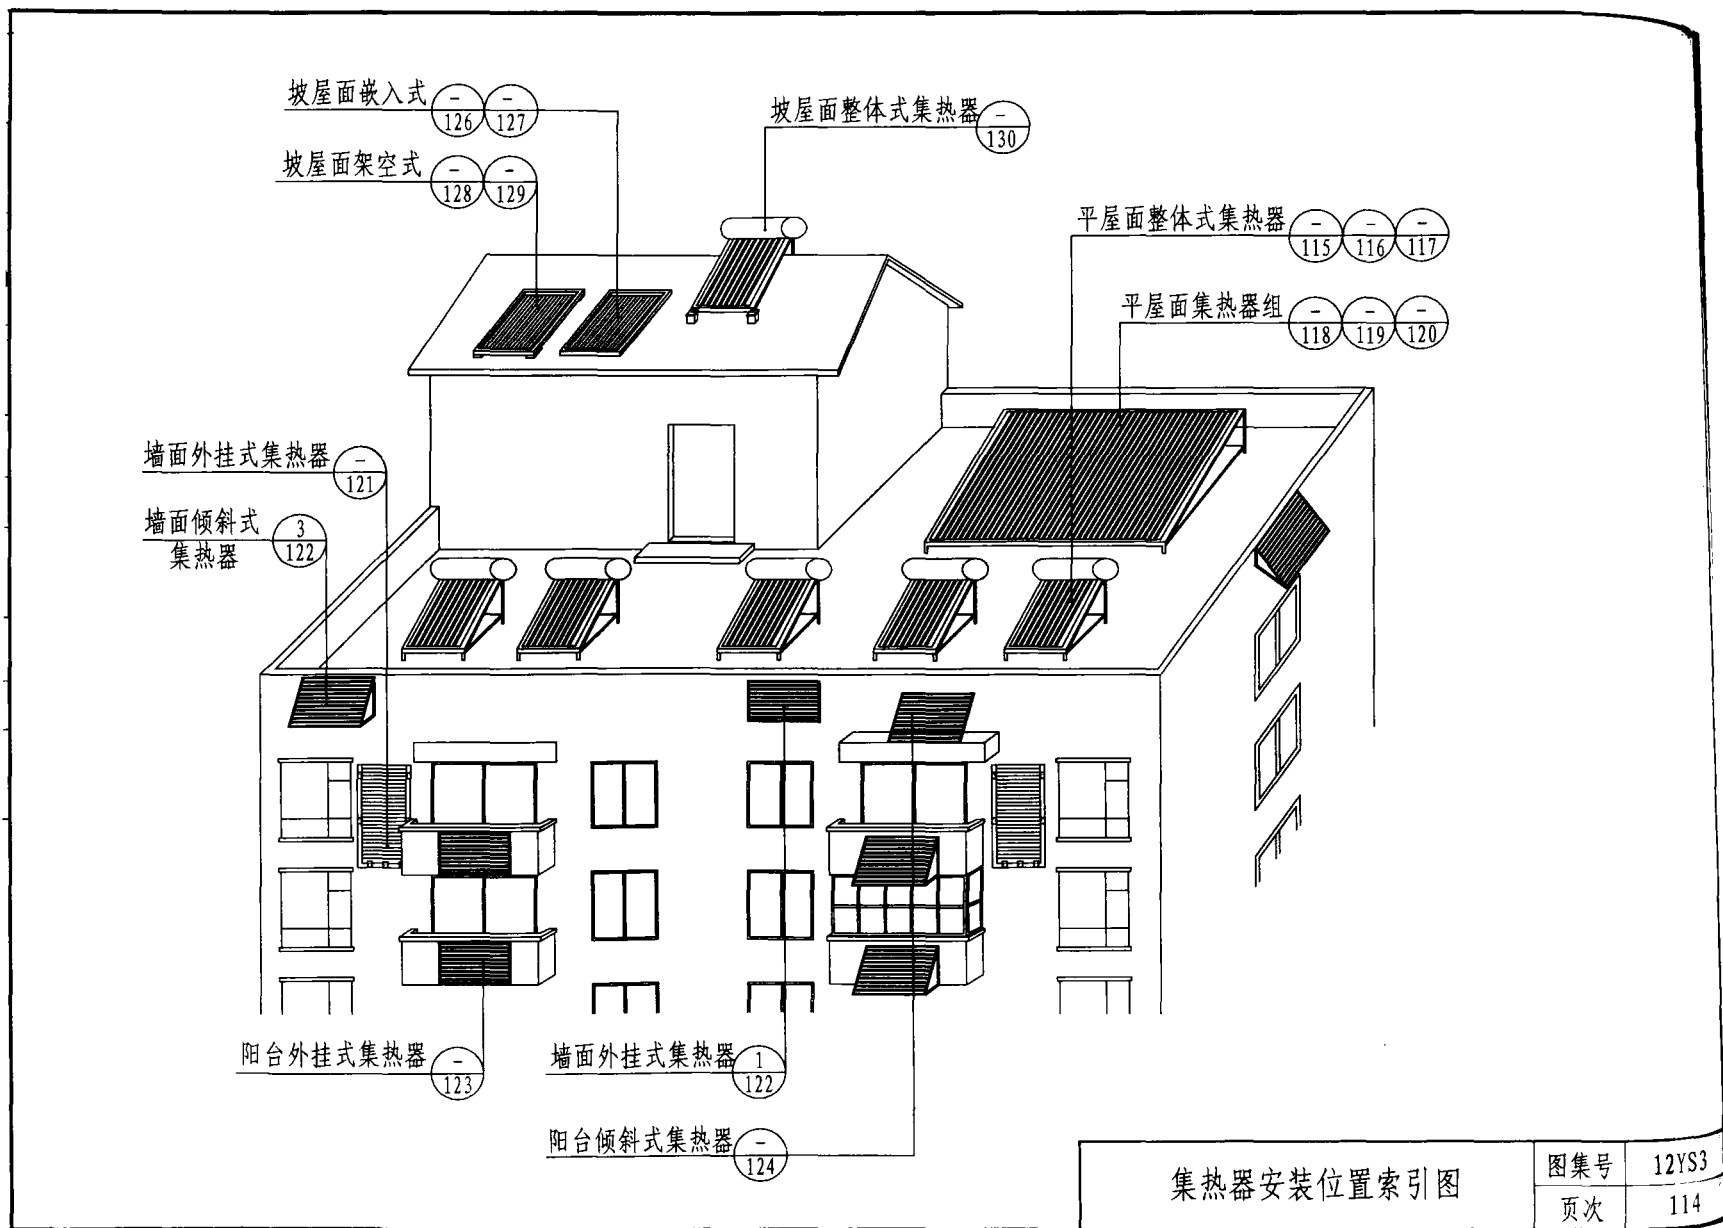 坡屋面嵌入式 - 126 - 127
坡屋面整体式集热器 - 130
坡屋面架空式 - 128 - 129
平屋面整体式集热器 - 115 - 116 - 117
平屋面集热器组 - 118 - 119 - 120
墙面外挂式集热器 - 121
墙面倾斜式 3 122
集热器
阳台外挂式集热器 - 123
墙面外挂式集热器 1 122
阳台倾斜式集热器 - 124
集热器安装位置索引图
图集号 12YS3
页次 114